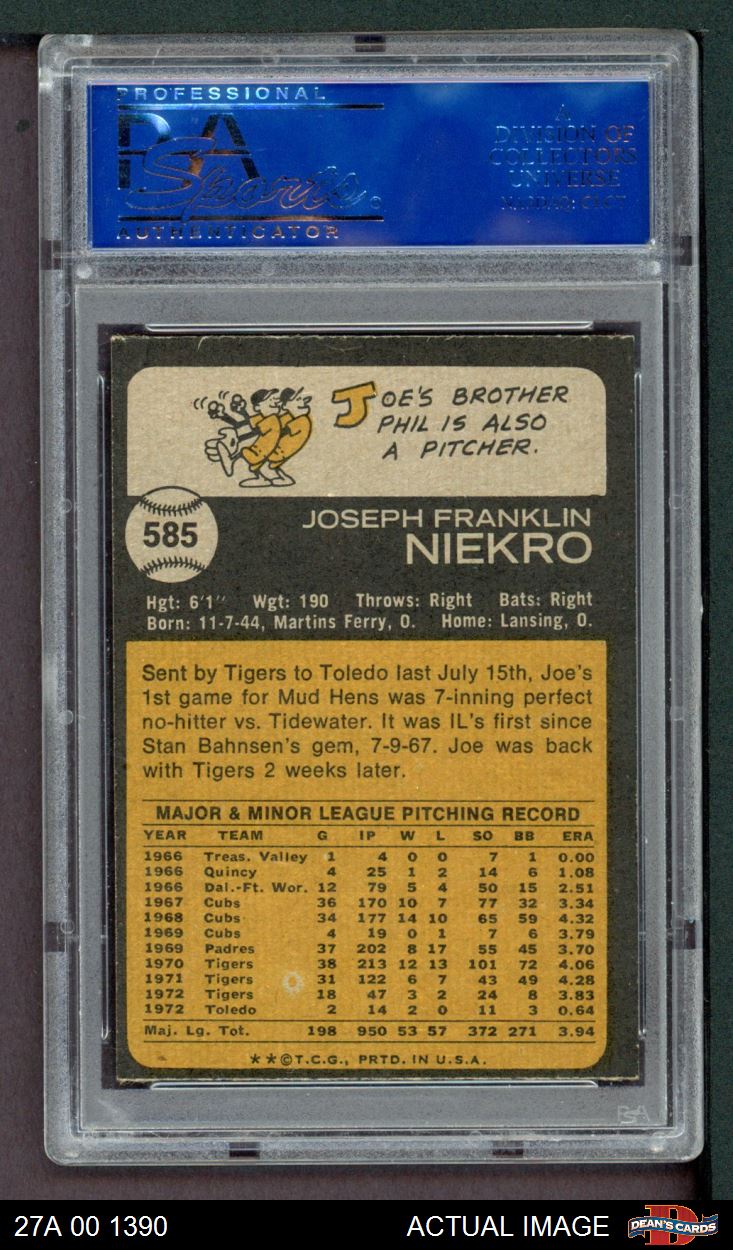 PROFESSIONAL
PSA
Sports
AUTHENTICATOR
A
DIVISION OF
COLLECTORS
UNIVERSE
NASDAQ: CLCT
JOE'S BROTHER
PHIL IS ALSO
A PITCHER.
585
JOSEPH FRANKLIN
NIEKRO
Hgt: 6'1" Wgt: 190 Throws: Right Bats: Right
Born: 11-7-44, Martins Ferry, O. Home: Lansing, O.
Sent by Tigers to Toledo last July 15th, Joe's
1st game for Mud Hens was 7-inning perfect
no-hitter vs. Tidewater. It was IL's first since
Stan Bahnsen's gem, 7-9-67. Joe was back
with Tigers 2 weeks later.
MAJOR & MINOR LEAGUE PITCHING RECORD
YEAR TEAM G IP W L SO BB ERA
1966 Treas. Valley 1 4 0 0 7 1 0.00
1966 Quincy 4 25 1 2 14 6 1.08
1966 Dal.-Ft. Wor. 12 79 5 4 50 15 2.51
1967 Cubs 36 170 10 7 77 32 3.34
1968 Cubs 34 177 14 10 65 59 4.32
1969 Cubs 4 19 0 1 7 6 3.79
1969 Padres 37 202 8 17 55 45 3.70
1970 Tigers 38 213 12 13 101 72 4.06
1971 Tigers 31 122 6 7 43 49 4.28
1972 Tigers 18 47 3 2 24 8 3.83
1972 Toledo 2 14 2 0 11 3 0.64
Maj. Lg. Tot. 198 950 53 57 372 271 3.94
★★©T.C.G., PRTD. IN U.S.A.
PSA
27A 00 1390
ACTUAL IMAGE
DEAN'S CARDS